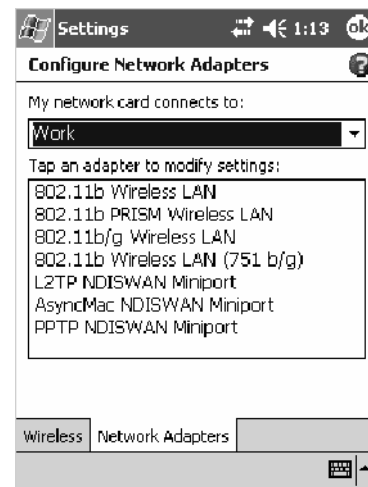 Settings 1:13 ok
Configure Network Adapters
My network card connects to:
Work
Tap an adapter to modify settings:
802.11b Wireless LAN
802.11b PRISM Wireless LAN
802.11b/g Wireless LAN
802.11b Wireless LAN (751 b/g)
L2TP NDISWAN Miniport
AsyncMac NDISWAN Miniport
PPTP NDISWAN Miniport
Wireless Network Adapters